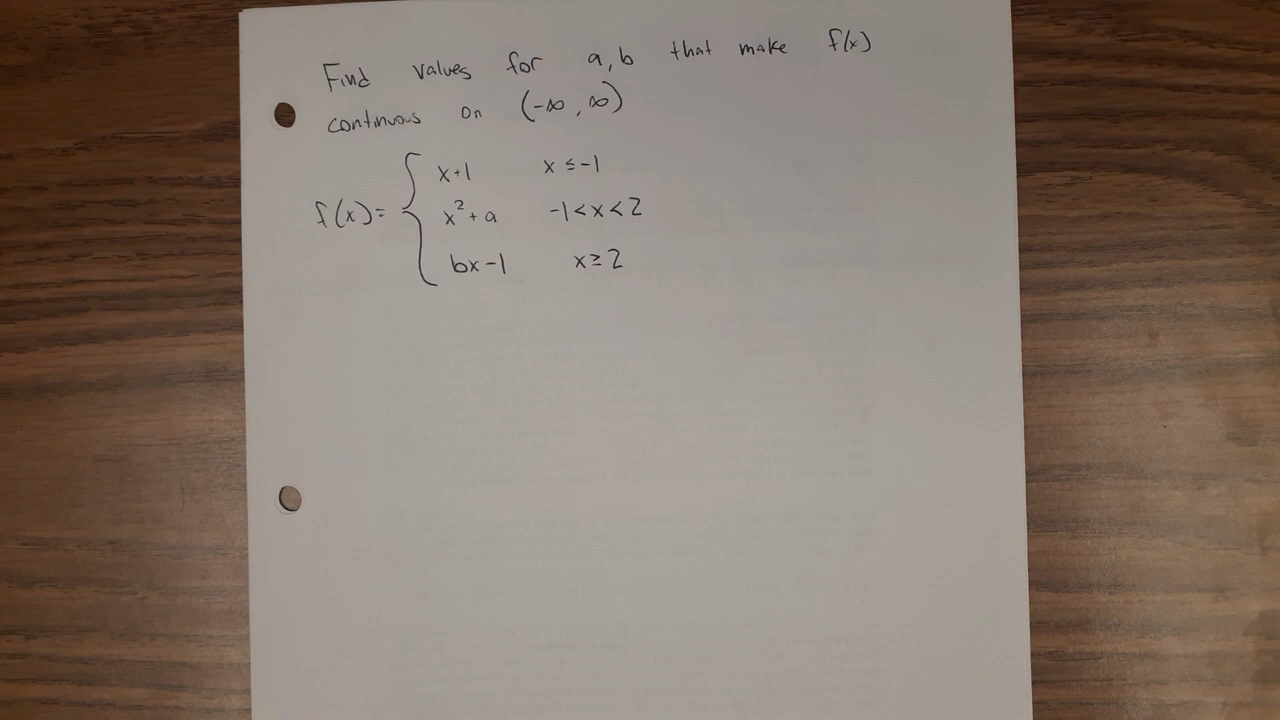 Find values for a,b that make f(x)
continuous on (-∞, ∞)
f(x)= { x+1 x ≤ -1
x² + a -1<x<2
bx-1 x≥2